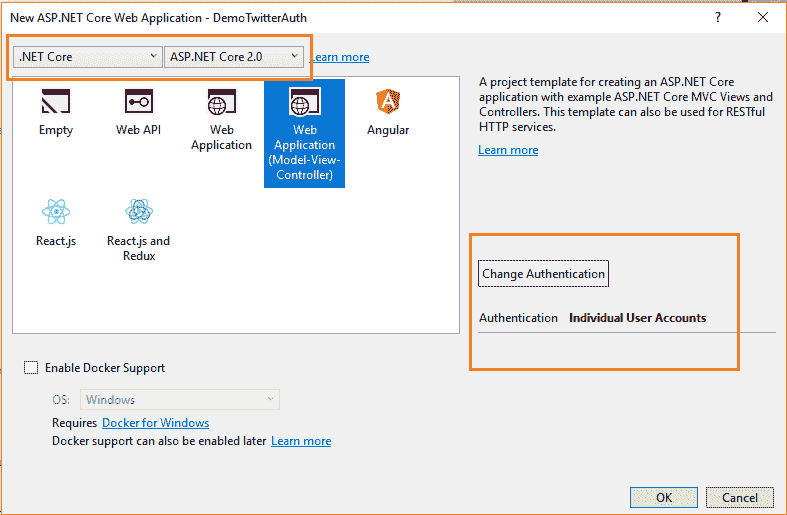 New ASP.NET Core Web Application - DemoTwitterAuth
?
.NET Core
ASP.NET Core 2.0
Learn more
Empty
Web API
Web
Application
Web
Application
(Model-View-
Controller)
Angular
React.js
React.js and
Redux
A project template for creating an ASP.NET Core
application with example ASP.NET Core MVC Views and
Controllers. This template can also be used for RESTful
HTTP services.
Learn more
Change Authentication
Authentication Individual User Accounts
Enable Docker Support
OS: Windows
Requires Docker for Windows
Docker support can also be enabled later Learn more
OK
Cancel